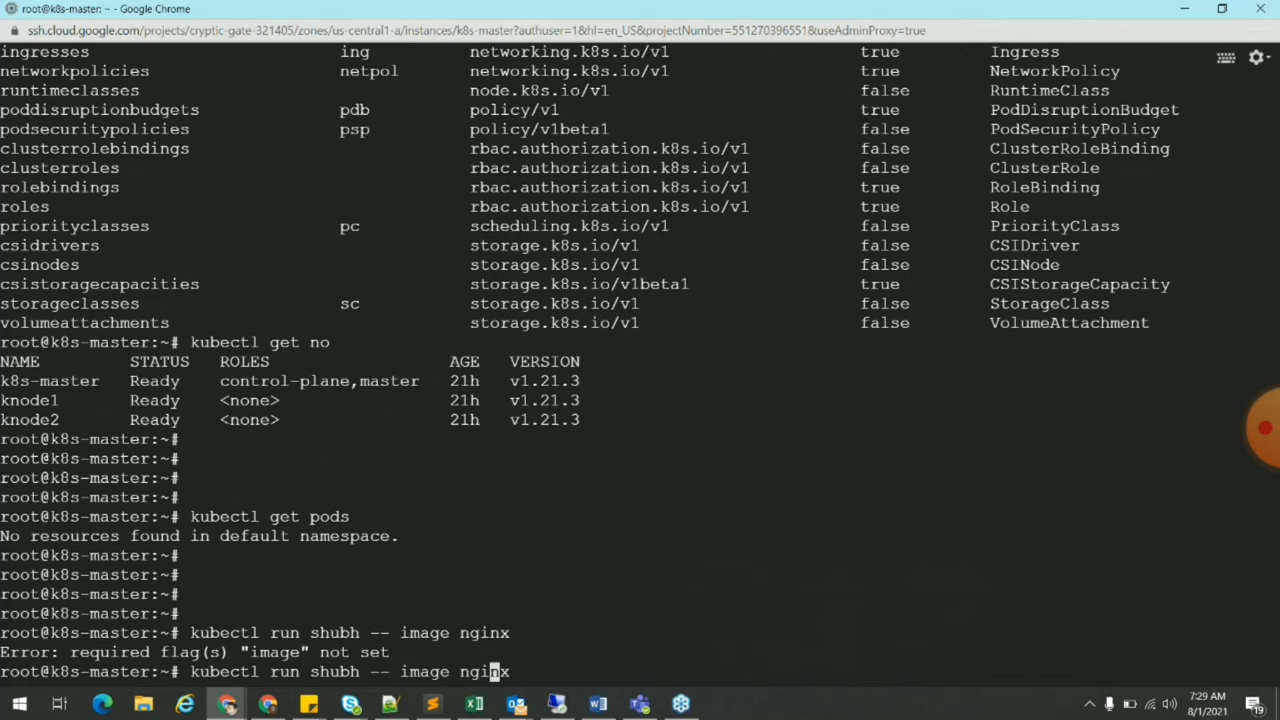 root@k8s-master: ~ - Google Chrome
ssh.cloud.google.com/projects/cryptic-gate-321405/zones/us-central1-a/instances/k8s-master?authuser=1&hl=en_US&projectNumber=551270396551&useAdminProxy=true
ingresses ing networking.k8s.io/v1 true Ingress
networkpolicies netpol networking.k8s.io/v1 true NetworkPolicy
runtimeclasses node.k8s.io/v1 false RuntimeClass
poddisruptionbudgets pdb policy/v1 true PodDisruptionBudget
podsecuritypolicies psp policy/v1beta1 false PodSecurityPolicy
clusterrolebindings rbac.authorization.k8s.io/v1 false ClusterRoleBinding
clusterroles rbac.authorization.k8s.io/v1 false ClusterRole
rolebindings rbac.authorization.k8s.io/v1 true RoleBinding
roles rbac.authorization.k8s.io/v1 true Role
priorityclasses pc scheduling.k8s.io/v1 false PriorityClass
csidrivers storage.k8s.io/v1 false CSIDriver
csinodes storage.k8s.io/v1 false CSINode
csistoragecapacities storage.k8s.io/v1beta1 true CSIStorageCapacity
storageclasses sc storage.k8s.io/v1 false StorageClass
volumeattachments storage.k8s.io/v1 false VolumeAttachment
root@k8s-master:~# kubectl get no
NAME STATUS ROLES AGE VERSION
k8s-master Ready control-plane,master 21h v1.21.3
knode1 Ready <none> 21h v1.21.3
knode2 Ready <none> 21h v1.21.3
root@k8s-master:~#
root@k8s-master:~#
root@k8s-master:~#
root@k8s-master:~#
root@k8s-master:~# kubectl get pods
No resources found in default namespace.
root@k8s-master:~#
root@k8s-master:~#
root@k8s-master:~#
root@k8s-master:~#
root@k8s-master:~# kubectl run shubh -- image nginx
Error: required flag(s) "image" not set
root@k8s-master:~# kubectl run shubh -- image nginx
7:29 AM
8/1/2021
19